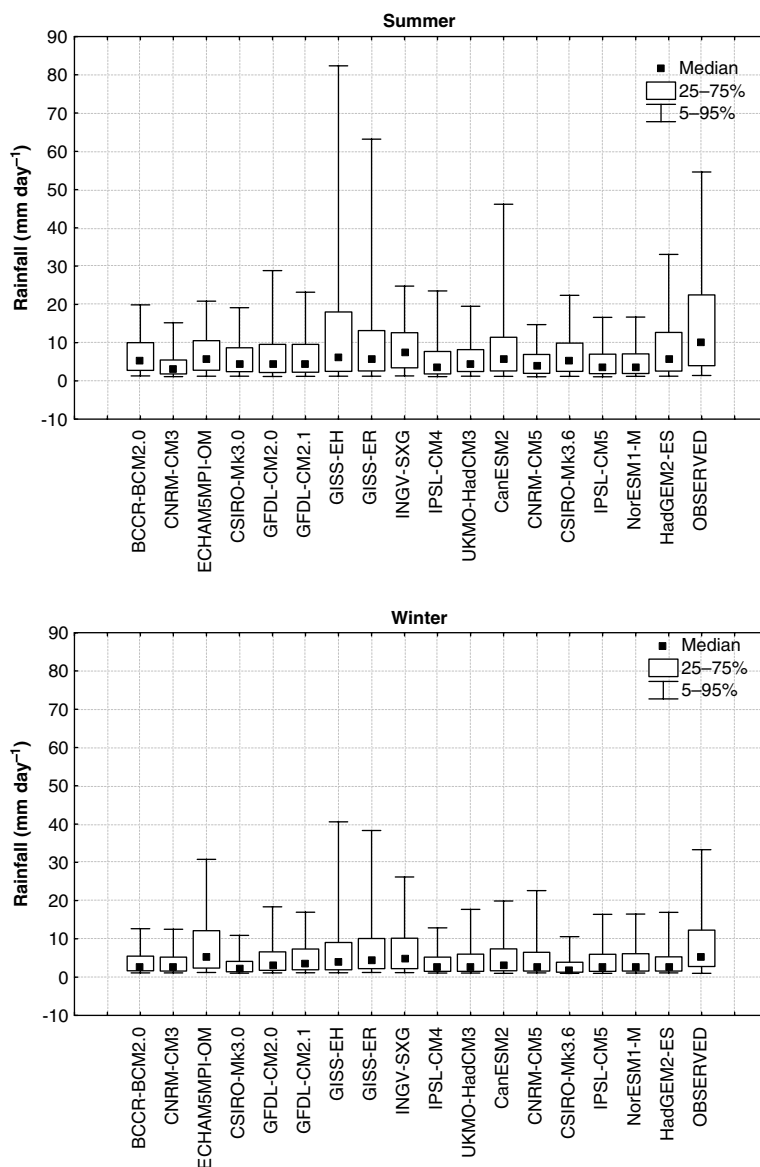 Summer
90
80
70
60
50
40
30
20
10
0
-10
Rainfall (mm day⁻¹)
Median
25–75%
5–95%
BCCR-BCM2.0
CNRM-CM3
ECHAM5MPI-OM
CSIRO-Mk3.0
GFDL-CM2.0
GFDL-CM2.1
GISS-EH
GISS-ER
INGV-SXG
IPSL-CM4
UKMO-HadCM3
CanESM2
CNRM-CM5
CSIRO-Mk3.6
IPSL-CM5
NorESM1-M
HadGEM2-ES
OBSERVED
Winter
90
80
70
60
50
40
30
20
10
0
-10
Rainfall (mm day⁻¹)
Median
25–75%
5–95%
BCCR-BCM2.0
CNRM-CM3
ECHAM5MPI-OM
CSIRO-Mk3.0
GFDL-CM2.0
GFDL-CM2.1
GISS-EH
GISS-ER
INGV-SXG
IPSL-CM4
UKMO-HadCM3
CanESM2
CNRM-CM5
CSIRO-Mk3.6
IPSL-CM5
NorESM1-M
HadGEM2-ES
OBSERVED